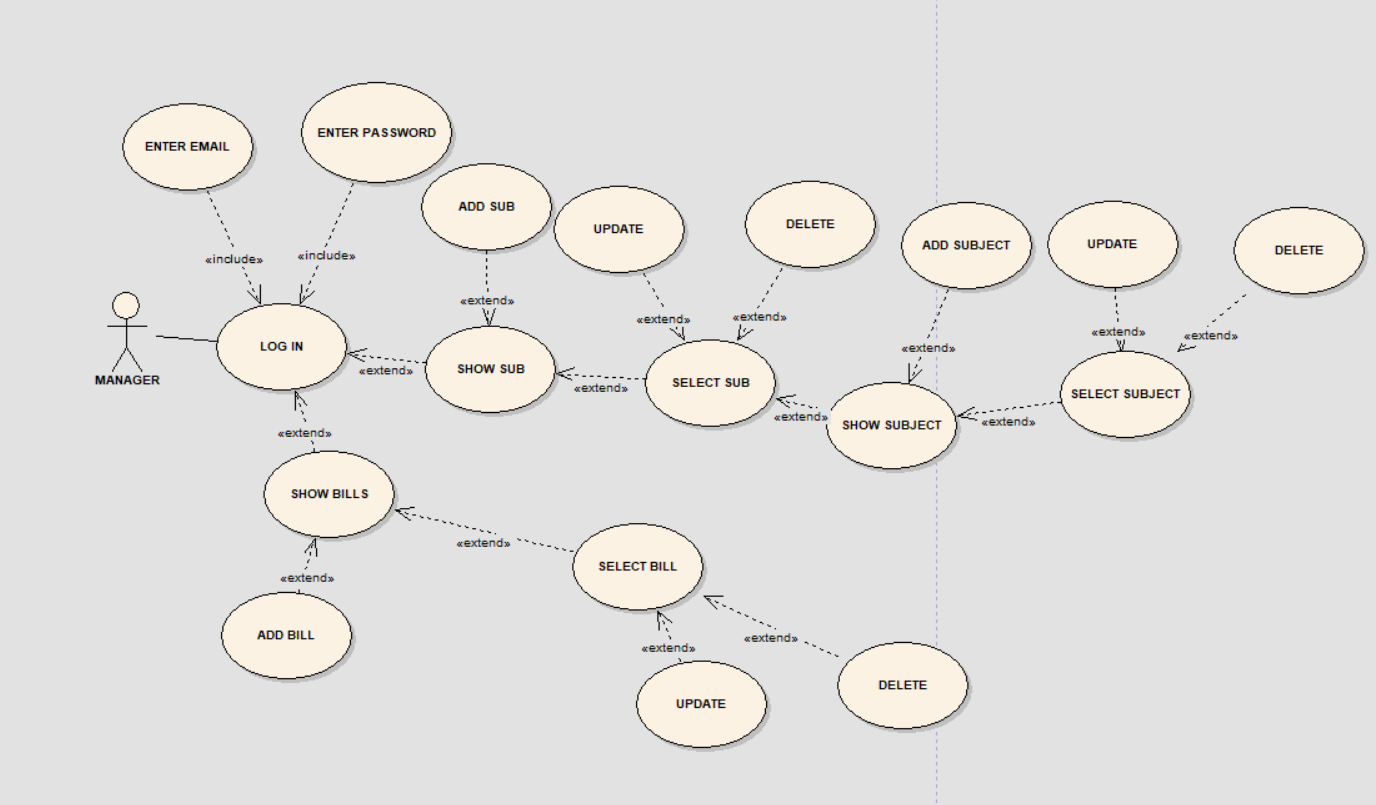 ENTER EMAIL
ENTER PASSWORD
ADD SUB
UPDATE
DELETE
ADD SUBJECT
UPDATE
DELETE
«include»
«include»
«extend»
«extend»
«extend»
«extend»
«extend»
«extend»
MANAGER
LOG IN
SHOW SUB
SELECT SUB
SHOW SUBJECT
SELECT SUBJECT
«extend»
«extend»
«extend»
«extend»
«extend»
SHOW BILLS
«extend»
SELECT BILL
«extend»
ADD BILL
«extend»
«extend»
UPDATE
DELETE